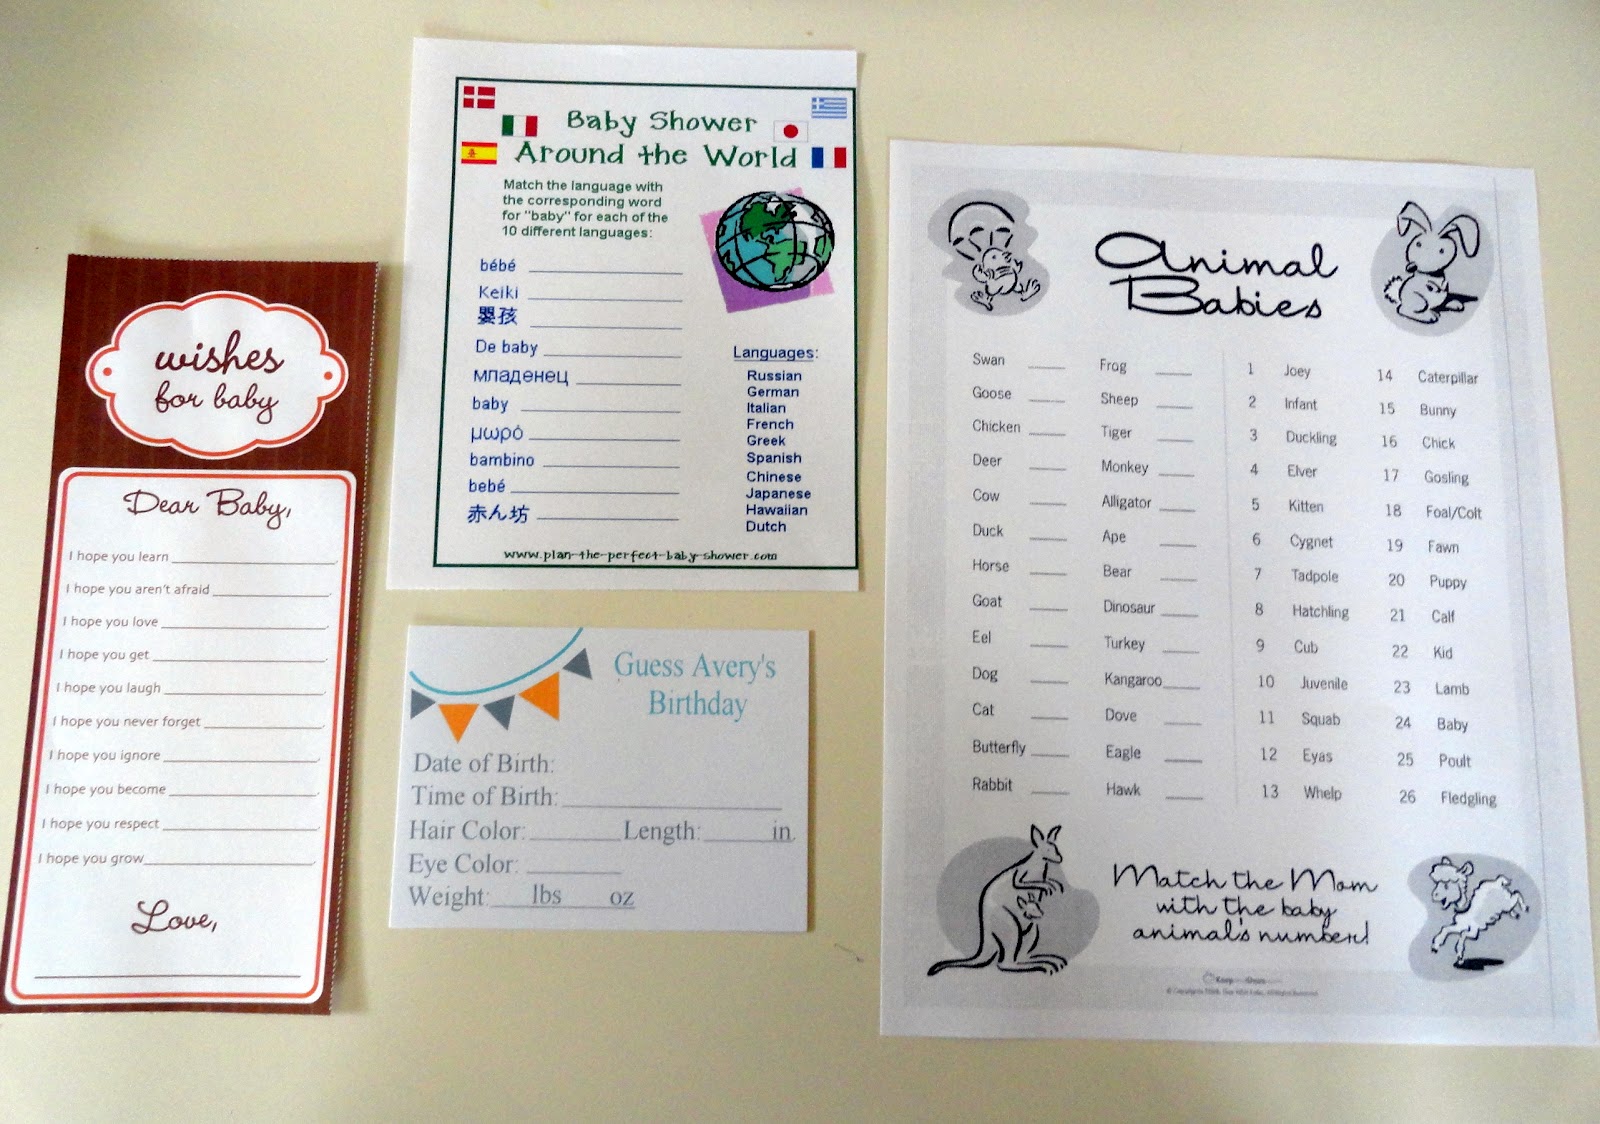 wishes
for baby
Dear Baby,
I hope you learn
I hope you aren't afraid
I hope you love
I hope you get
I hope you laugh
I hope you never forget
I hope you ignore
I hope you become
I hope you respect
I hope you grow
Love,
Baby Shower
Around the World
Match the language with
the corresponding word
for "baby" for each of the
10 different languages:
bébé
Keiki
婴孩
De baby
младенец
baby
μωρό
bambino
bebé
赤ん坊
Languages:
Russian
German
Italian
French
Greek
Spanish
Chinese
Japanese
Hawaiian
Dutch
www.plan-the-perfect-baby-shower.com
Guess Avery's
Birthday
Date of Birth:
Time of Birth:
Hair Color: Length: in.
Eye Color:
Weight: lbs oz
Animal
Babies
Swan Frog 1 Joey 14 Caterpillar
Goose Sheep 2 Infant 15 Bunny
Chicken Tiger 3 Duckling 16 Chick
Deer Monkey 4 Elver 17 Gosling
Cow Alligator 5 Kitten 18 Foal/Colt
Duck Ape 6 Cygnet 19 Fawn
Horse Bear 7 Tadpole 20 Puppy
Goat Dinosaur 8 Hatchling 21 Calf
Eel Turkey 9 Cub 22 Kid
Dog Kangaroo 10 Juvenile 23 Lamb
Cat Dove 11 Squab 24 Baby
Butterfly Eagle 12 Eyas 25 Poult
Rabbit Hawk 13 Whelp 26 Fledgling
Match the Mom
with the baby
animal's number!